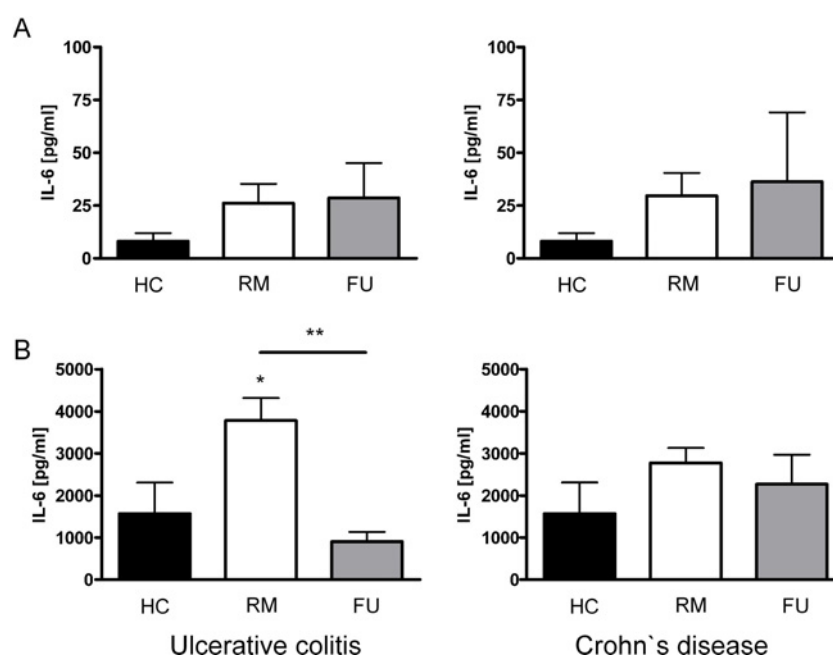 A
IL-6 [pg/ml]
100
75
50
25
0
HC RM FU
IL-6 [pg/ml]
100
75
50
25
0
HC RM FU
B
**
*
IL-6 [pg/ml]
5000
4000
3000
2000
1000
0
HC RM FU
Ulcerative colitis
IL-6 [pg/ml]
5000
4000
3000
2000
1000
0
HC RM FU
Crohn`s disease